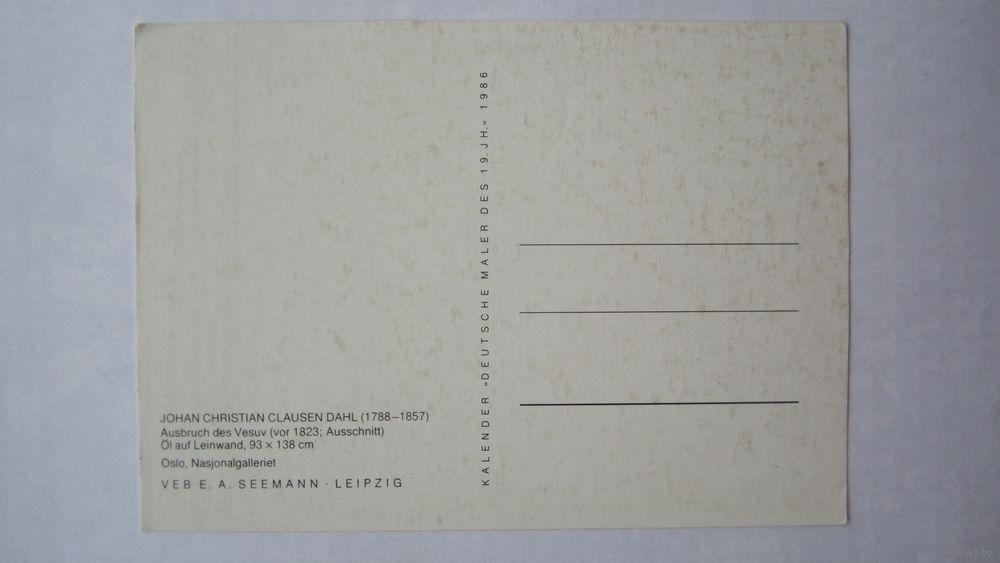 JOHAN CHRISTIAN CLAUSEN DAHL (1788–1857)
Ausbruch des Vesuv (vor 1823; Ausschnitt)
Öl auf Leinwand, 93 × 138 cm
Oslo, Nasjonalgalleriet
VEB E. A. SEEMANN · LEIPZIG
KALENDER »DEUTSCHE MALER DES 19. JH.« 1986